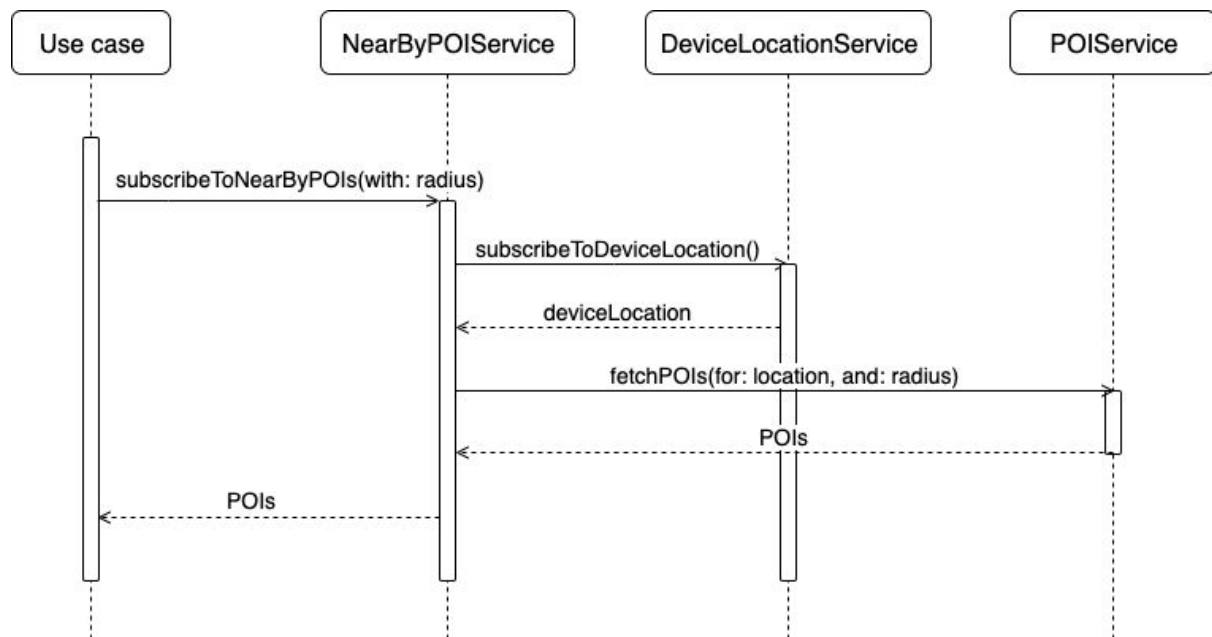 Use case
NearByPOIService
DeviceLocationService
POIService
subscribeToNearByPOIs(with: radius)
subscribeToDeviceLocation()
deviceLocation
fetchPOIs(for: location, and: radius)
POIs
POIs